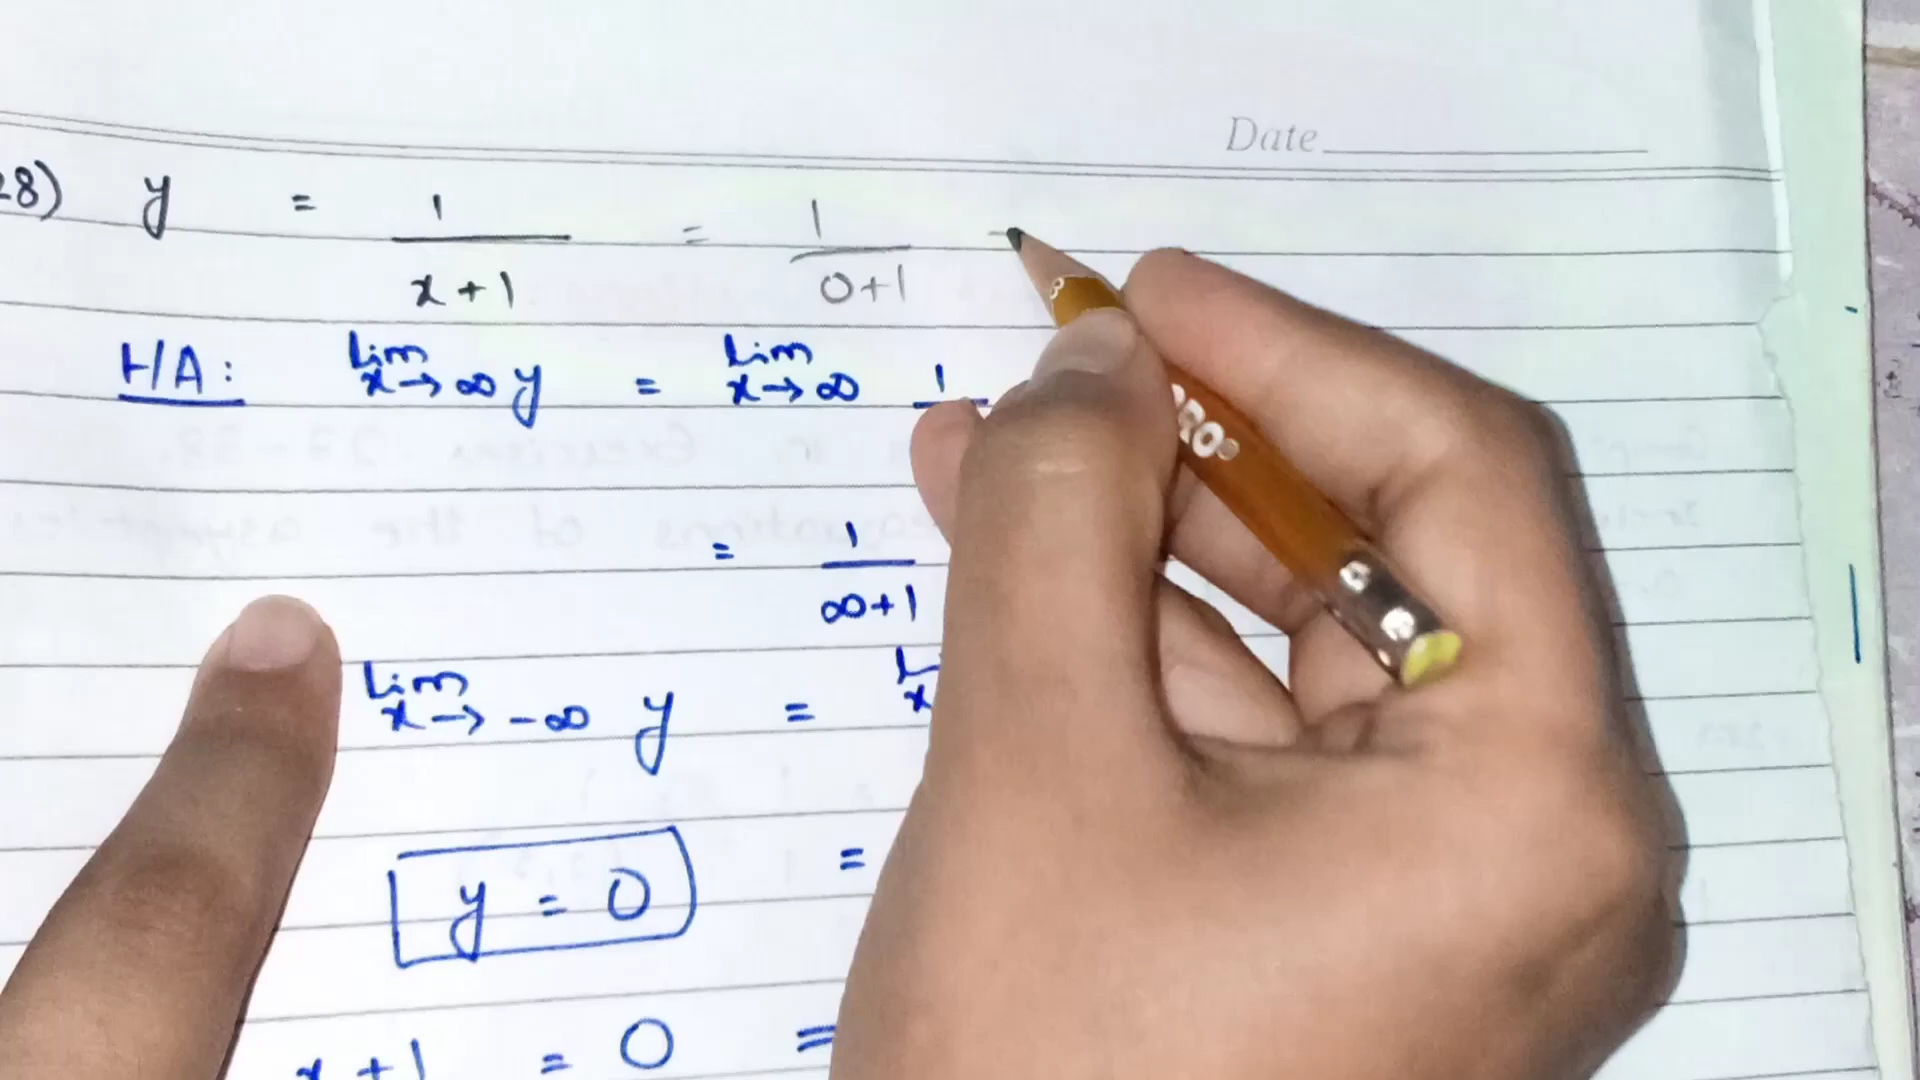 Date
28) y = 1/(x+1) = 1/(0+1) -
H/A: lim x→∞ y = lim x→∞ 1
= 1/(∞+1)
lim x→ -∞ y =
y = 0 =
x+1 = 0 =